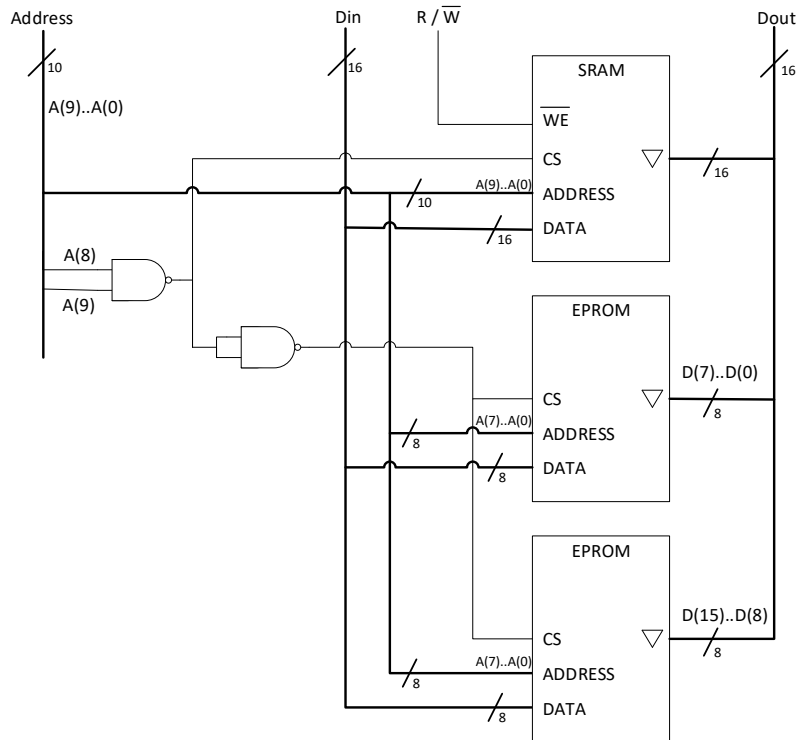 Address
Din
R / W̅
Dout
10
16
16
SRAM
A(9)..A(0)
W̅E̅
CS
16
A(9)..A(0)
ADDRESS
10
DATA
16
A(8)
A(9)
EPROM
D(7)..D(0)
CS
8
A(7)..A(0)
ADDRESS
8
DATA
8
EPROM
D(15)..D(8)
CS
8
A(7)..A(0)
ADDRESS
8
DATA
8